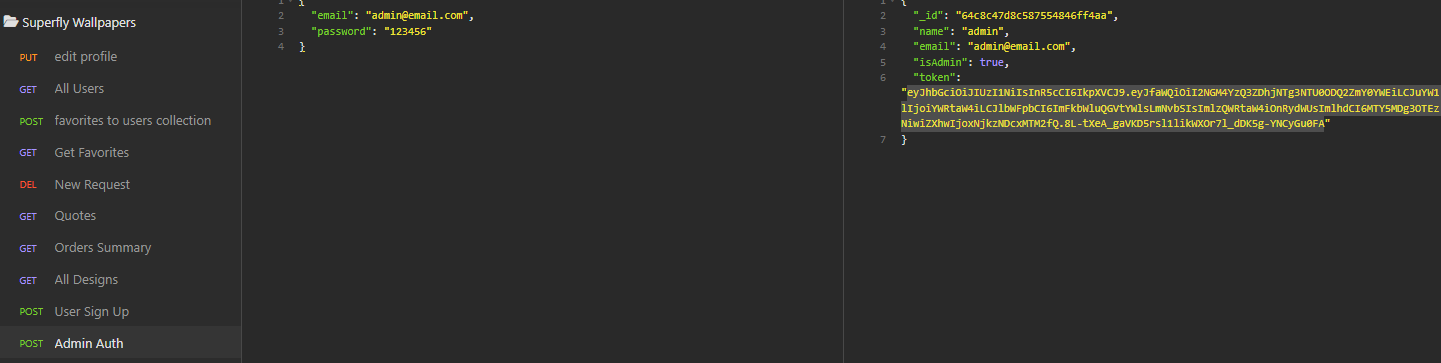 Superfly Wallpapers
PUT edit profile
GET All Users
POST favorites to users collection
GET Get Favorites
DEL New Request
GET Quotes
GET Orders Summary
GET All Designs
POST User Sign Up
POST Admin Auth
1 {
2 "email": "admin@email.com",
3 "password": "123456"
4 }
1 {
2 "_id": "64c8c47d8c587554846ff4aa",
3 "name": "admin",
4 "email": "admin@email.com",
5 "isAdmin": true,
6 "token":
"eyJhbGciOiJIUzI1NiIsInR5cCI6IkpXVCJ9.eyJfaWQiOiI2NGM4YzQ3ZDhjNTg3NTU0ODQ2ZmY0YWEiLCJuYW1
lIjoiYWRtaW4iLCJlbWFpbCI6ImFkbWluQGVtYWlsLmNvbSIsImlzQWRtaW4iOnRydWUsImlhdCI6MTY5MDg3OTEz
NiwiZXhwIjoxNjkzNDcxMTM2fQ.8L-tXeA_gaVKD5rsl1likWXOr7l_dDK5g-YNCyGu0FA"
7 }